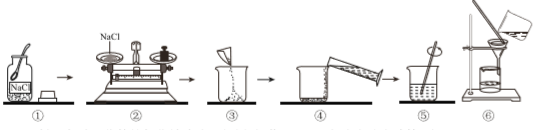 NaCl
NaCl
① ② ③ ④ ⑤ ⑥